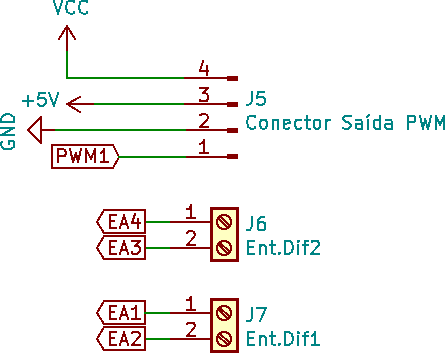 VCC
4
+5V
3
J5
GND
2
Conector Saída PWM
PWM1
1
EA4
1
J6
EA3
2
Ent.Dif2
EA1
1
J7
EA2
2
Ent.Dif1